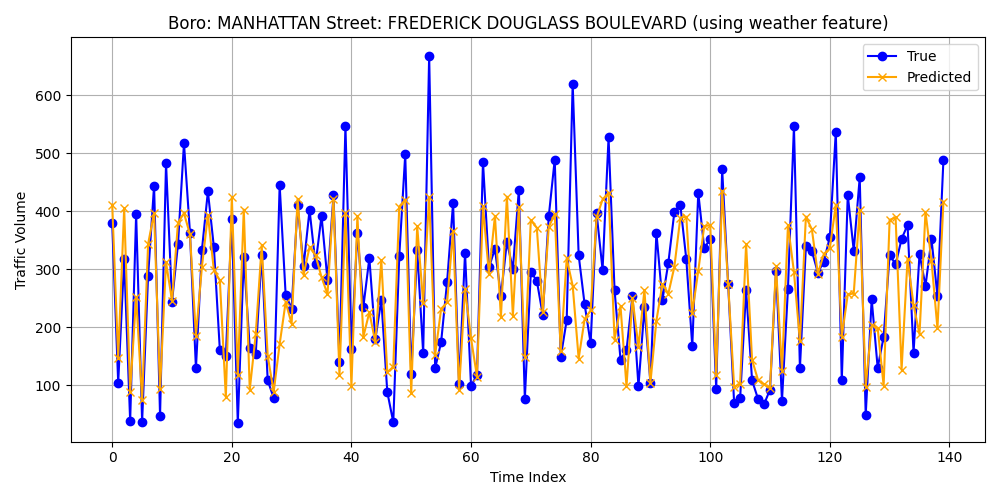 Boro: MANHATTAN Street: FREDERICK DOUGLASS BOULEVARD (using weather feature)
True
Predicted
Traffic Volume
600
500
400
300
200
100
0 20 40 60 80 100 120 140
Time Index